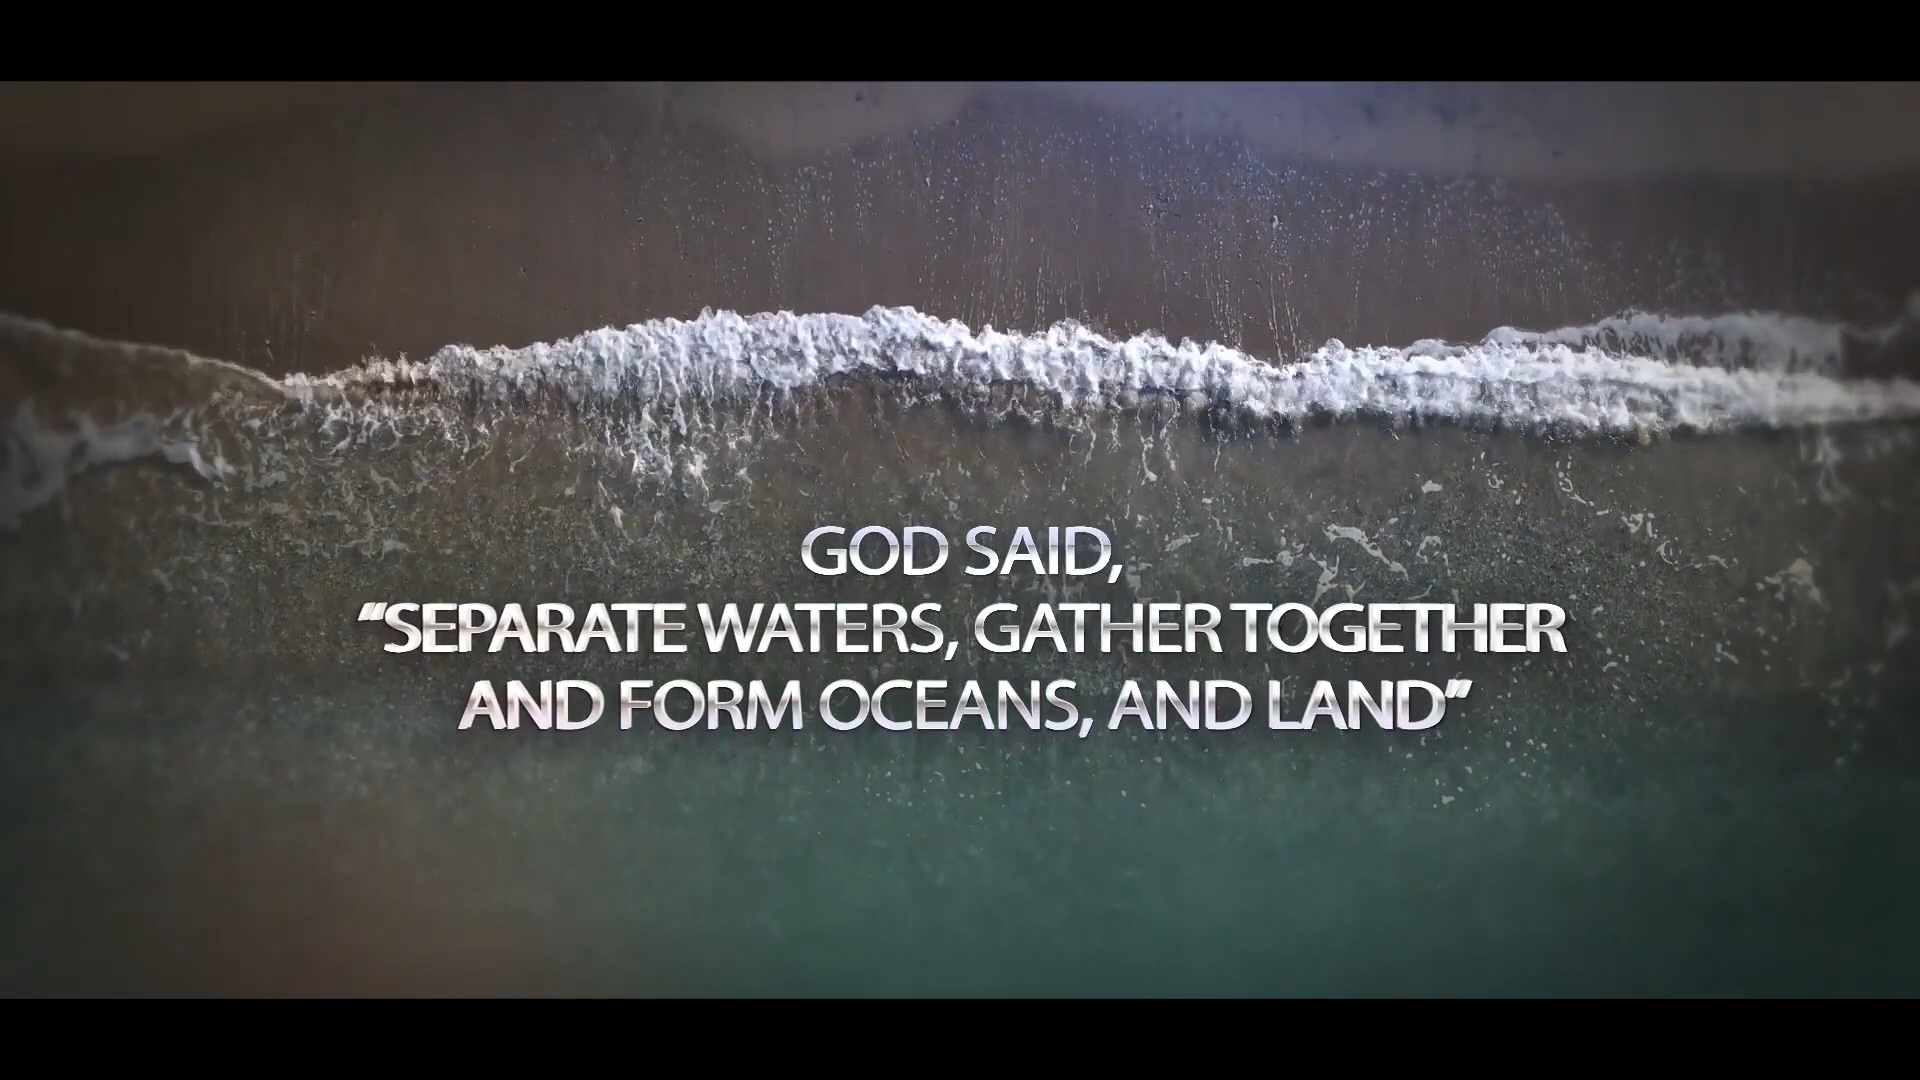 GOD SAID,
“SEPARATE WATERS, GATHER TOGETHER
AND FORM OCEANS, AND LAND”